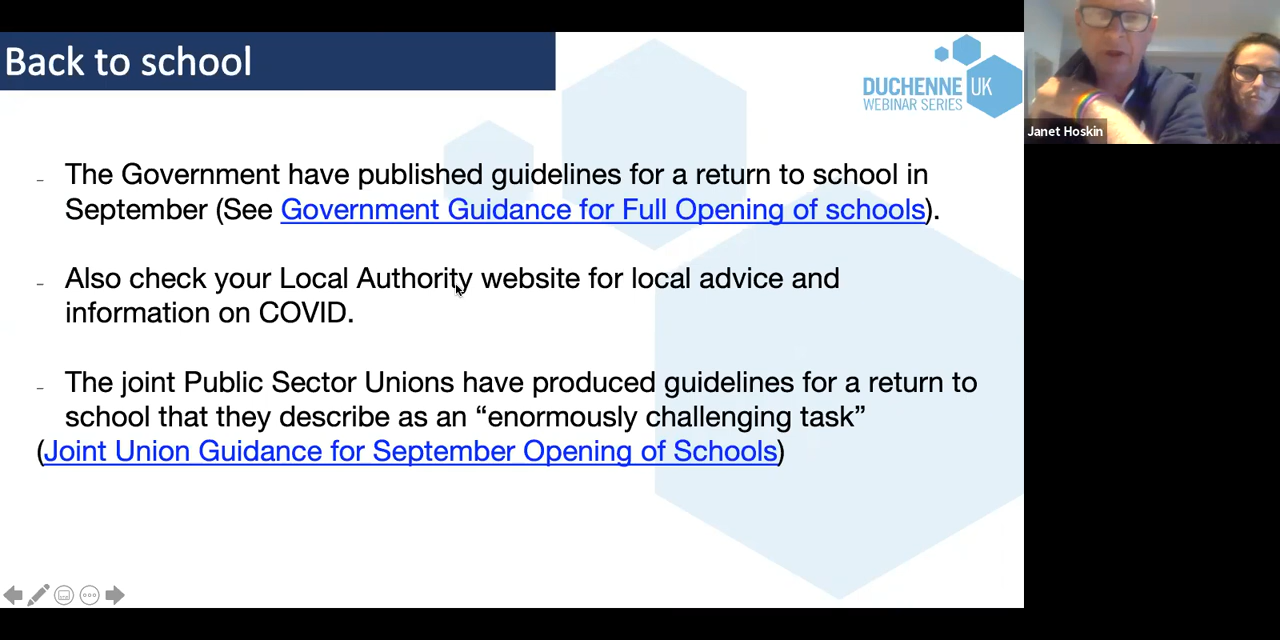 Back to school
DUCHENNE UK
WEBINAR SERIES
Janet Hoskin
- The Government have published guidelines for a return to school in
September (See Government Guidance for Full Opening of schools).
- Also check your Local Authority website for local advice and
information on COVID.
- The joint Public Sector Unions have produced guidelines for a return to
school that they describe as an “enormously challenging task”
(Joint Union Guidance for September Opening of Schools)